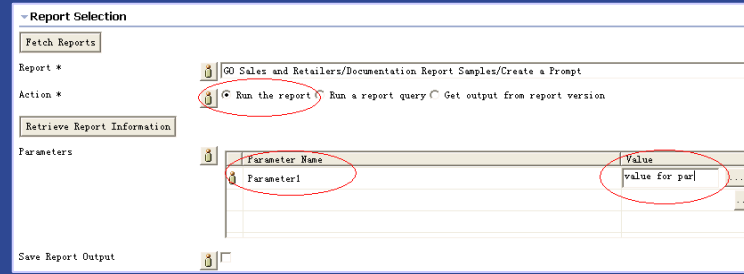 Report Selection
Fetch Reports
Report * GO Sales and Retailers/Documentation Report Samples/Create a Prompt
Action * Run the report Run a report query Get output from report version
Retrieve Report Information
Parameters Parameter Name Value
Parameter1 value for par ...
...
Save Report Output